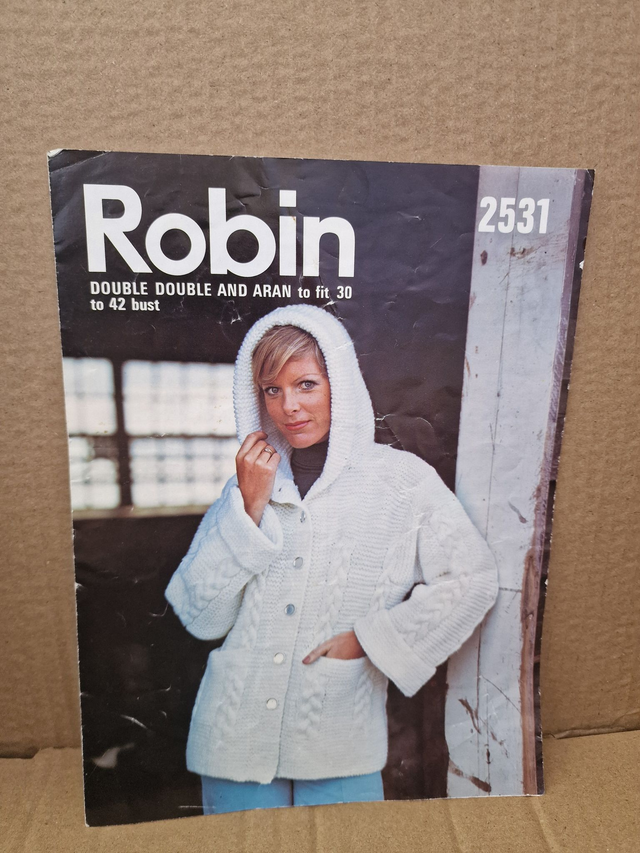 Robin
2531
DOUBLE DOUBLE AND ARAN to fit 30
to 42 bust